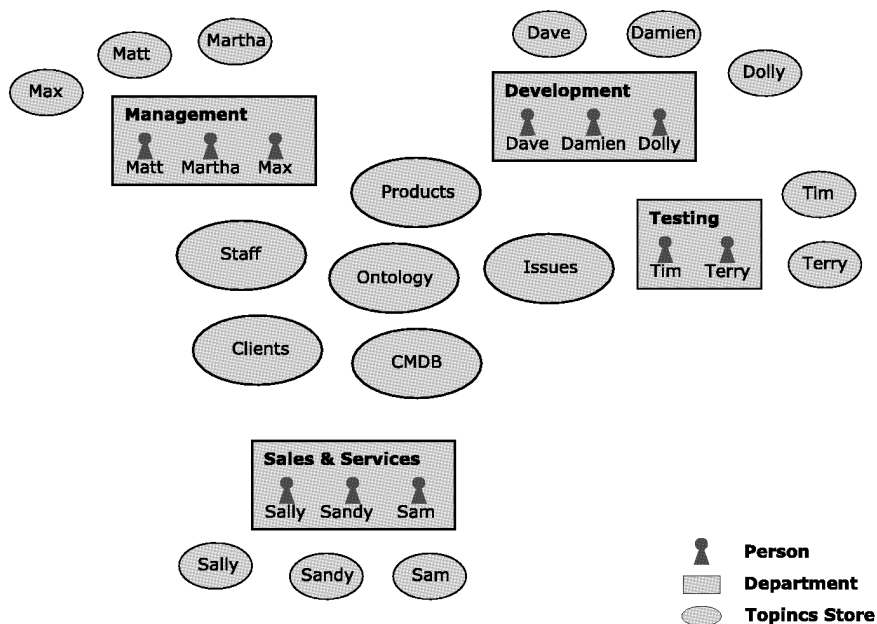 Matt
Martha
Max
Dave
Damien
Dolly
Management
Matt Martha Max
Development
Dave Damien Dolly
Products
Staff
Ontology
Issues
Clients
CMDB
Testing
Tim Terry
Tim
Terry
Sales & Services
Sally Sandy Sam
Sally
Sandy
Sam
Person
Department
Topincs Store